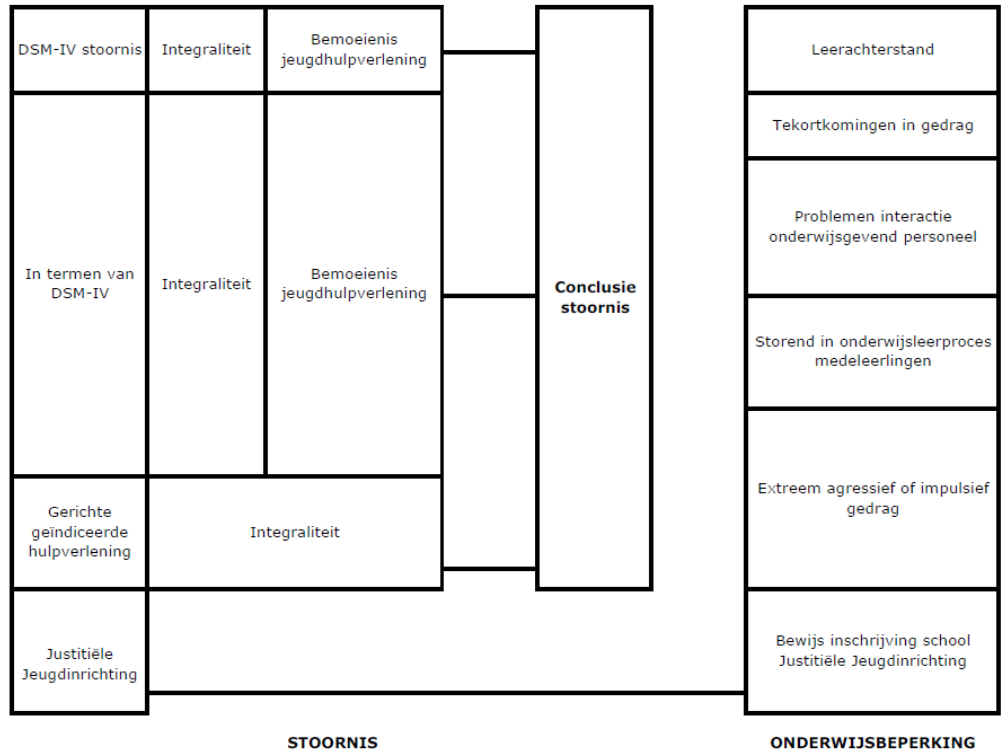 DSM-IV stoornis
Integraliteit
Bemoeienis
jeugdhulpverlening
Leerachterstand
Tekortkomingen in gedrag
In termen van
DSM-IV
Integraliteit
Bemoeienis
jeugdhulpverlening
Conclusie
stoornis
Problemen interactie
onderwijsgevend personeel
Storend in onderwijsleerproces
medeleerlingen
Gerichte
geïndiceerde
hulpverlening
Integraliteit
Extreem agressief of impulsief
gedrag
Justitiële
Jeugdinrichting
Bewijs inschrijving school
Justitiële Jeugdinrichting
STOORNIS
ONDERWIJSBEPERKING